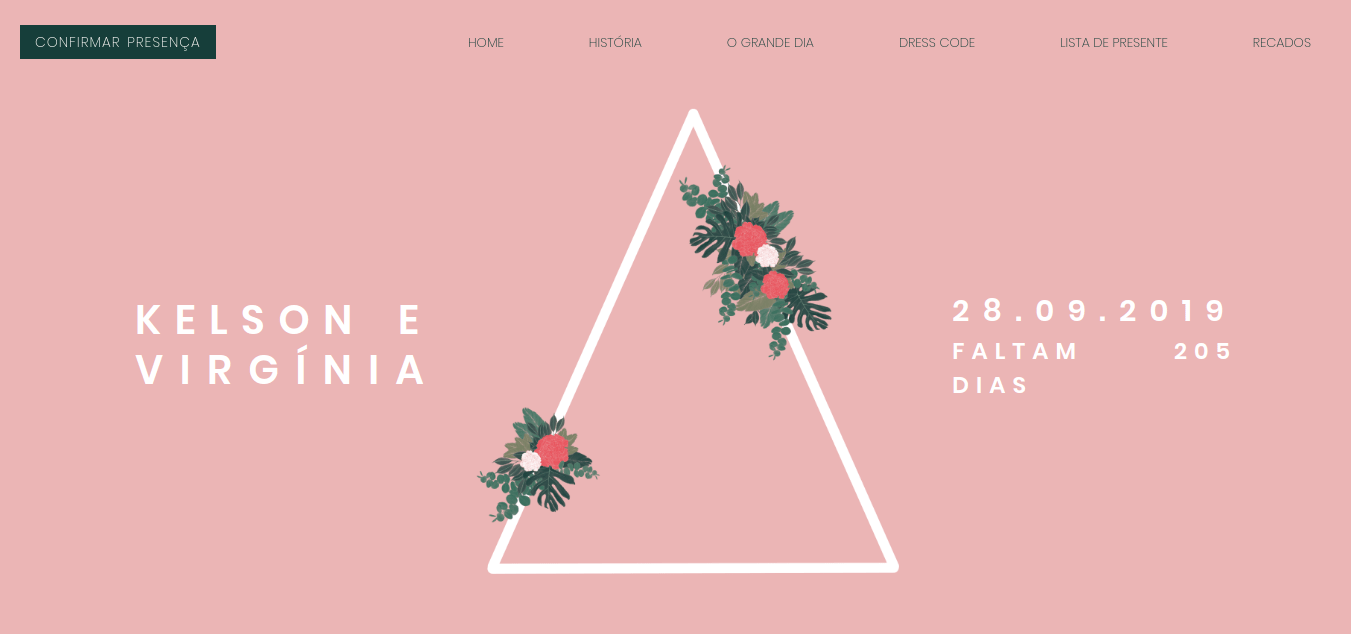 CONFIRMAR PRESENÇA
HOME
HISTÓRIA
O GRANDE DIA
DRESS CODE
LISTA DE PRESENTE
RECADOS
KELSON E
VIRGÍNIA
28.09.2019
FALTAM 205
DIAS